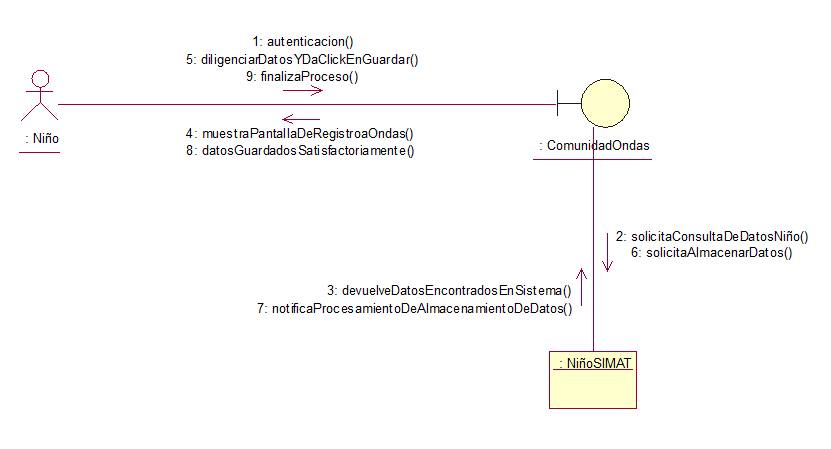 1: autenticacion()
5: diligenciarDatosYDaClickEnGuardar()
9: finalizaProceso()
: Niño
4: muestraPantallaDeRegistroaOndas()
8: datosGuardadosSatisfactoriamente()
: ComunidadOndas
2: solicitaConsultaDeDatosNiño()
6: solicitaAlmacenarDatos()
3: devuelveDatosEncontradosEnSistema()
7: notificaProcesamientoDeAlmacenamientoDeDatos()
: NiñoSIMAT